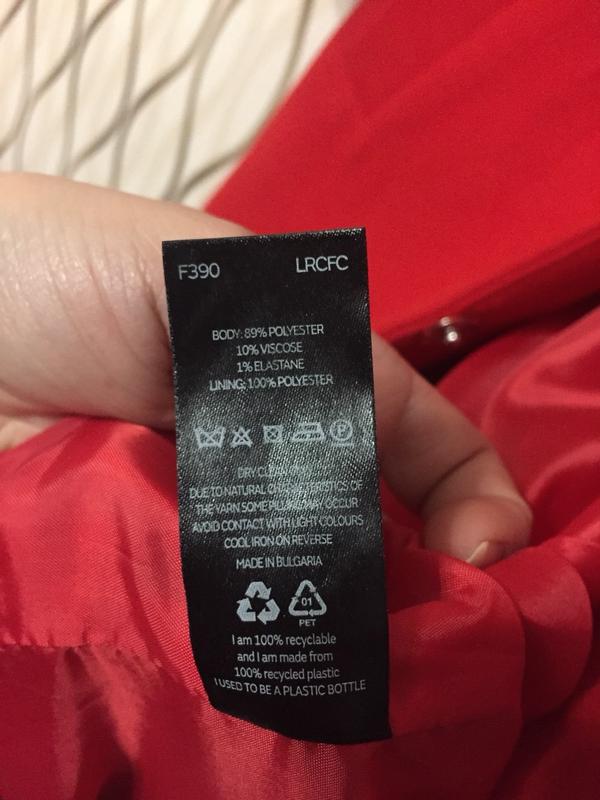 F390 LRCFC
BODY: 89% POLYESTER
10% VISCOSE
1% ELASTANE
LINING: 100% POLYESTER
P
DRY CLEAN
DUE TO NATURAL CHARACTERISTICS OF
THE YARN SOME PILLING MAY OCCUR
AVOID CONTACT WITH LIGHT COLOURS
COOL IRON ON REVERSE
MADE IN BULGARIA
01
PET
I am 100% recyclable
and I am made from
100% recycled plastic
I USED TO BE A PLASTIC BOTTLE